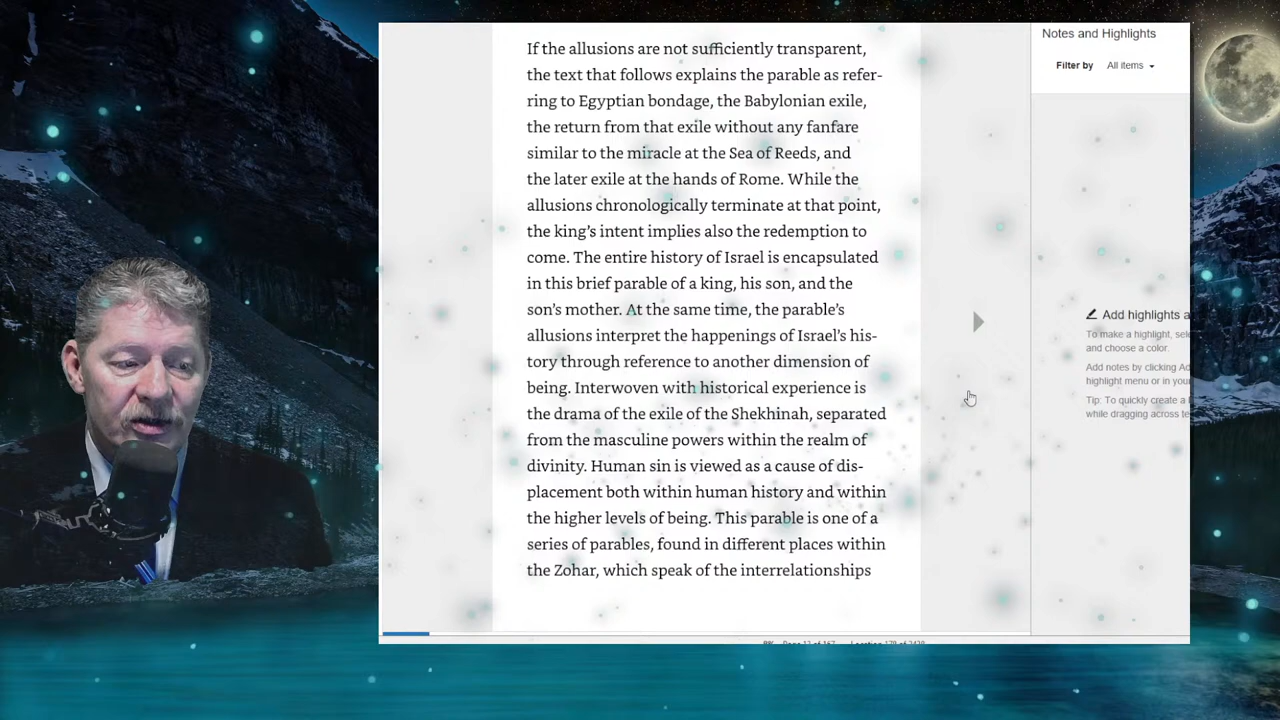 If the allusions are not sufficiently transparent,
the text that follows explains the parable as refer-
ring to Egyptian bondage, the Babylonian exile,
the return from that exile without any fanfare
similar to the miracle at the Sea of Reeds, and
the later exile at the hands of Rome. While the
allusions chronologically terminate at that point,
the king's intent implies also the redemption to
come. The entire history of Israel is encapsulated
in this brief parable of a king, his son, and the
son's mother. At the same time, the parable's
allusions interpret the happenings of Israel's his-
tory through reference to another dimension of
being. Interwoven with historical experience is
the drama of the exile of the Shekhinah, separated
from the masculine powers within the realm of
divinity. Human sin is viewed as a cause of dis-
placement both within human history and within
the higher levels of being. This parable is one of a
series of parables, found in different places within
the Zohar, which speak of the interrelationships
Notes and Highlights
Filter by All items
Add highlights a
To make a highlight, sele
and choose a color.
Add notes by clicking Ad
highlight menu or in your
Tip: To quickly create a
while dragging across te